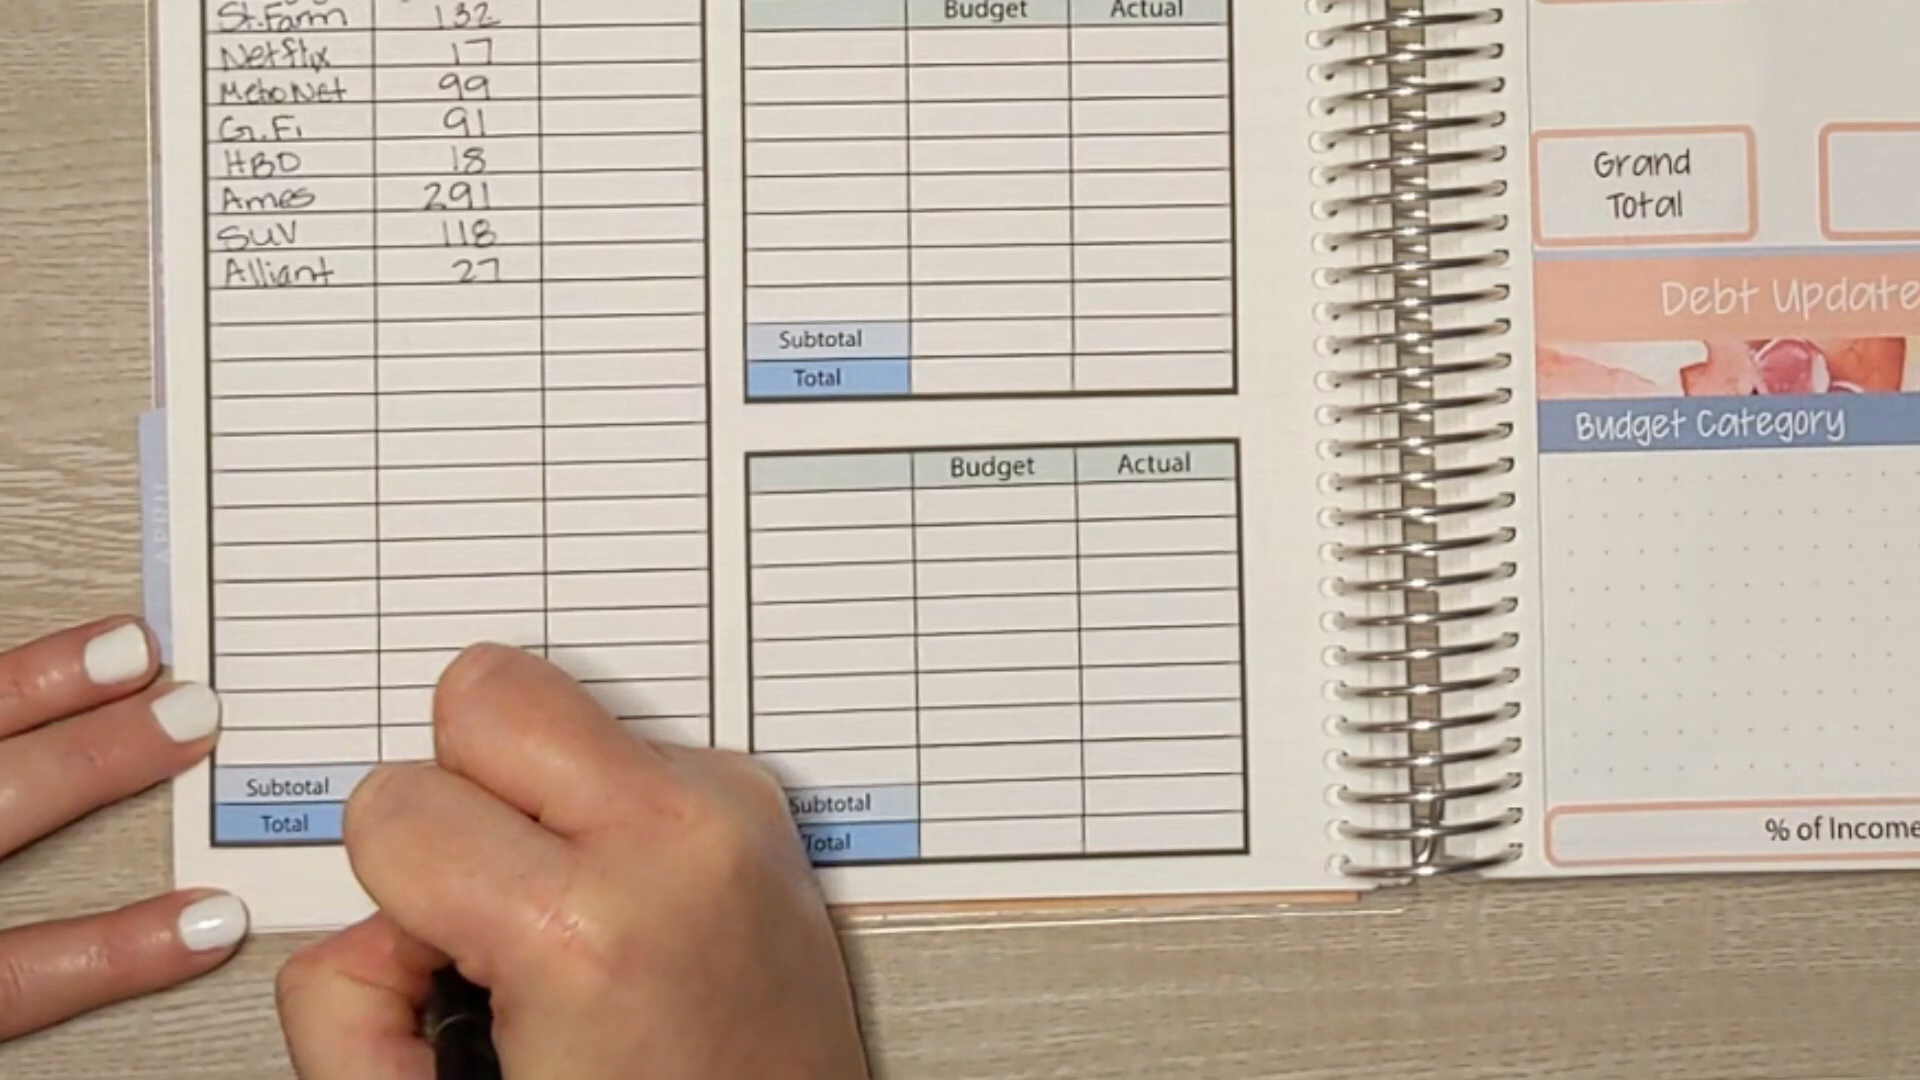 St.Farm 132
Netflix 17
MetroNet 99
G.Fi 91
HBO 18
Ames 291
SUV 118
Alliant 27
Subtotal
Total
Budget Actual
Subtotal
Total
Budget Actual
Subtotal
Total
APRIL
Grand
Total
Debt Update
Budget Category
% of Income